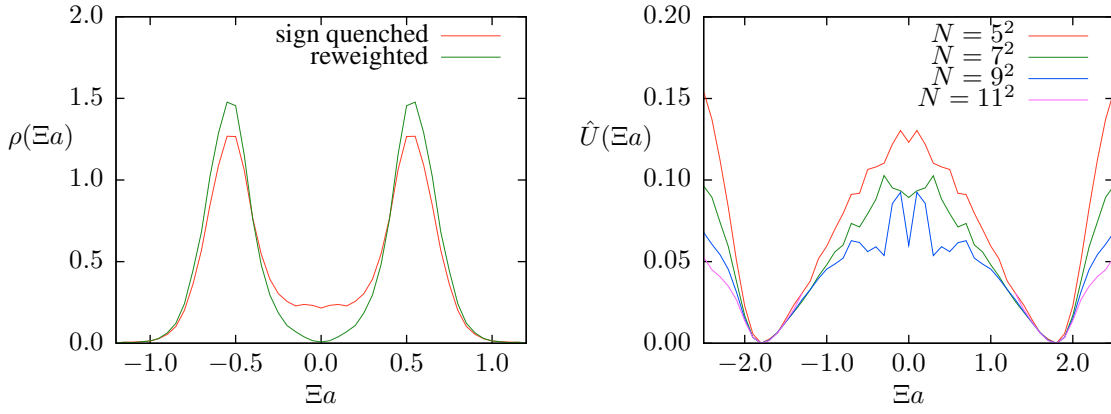 2.0
1.5
1.0
0.5
0.0
ρ(Ξa)
sign quenched
reweighted
−1.0 −0.5 0.0 0.5 1.0
Ξa
0.20
0.15
0.10
0.05
0.00
Û(Ξa)
N = 5²
N = 7²
N = 9²
N = 11²
−2.0 −1.0 0.0 1.0 2.0
Ξa